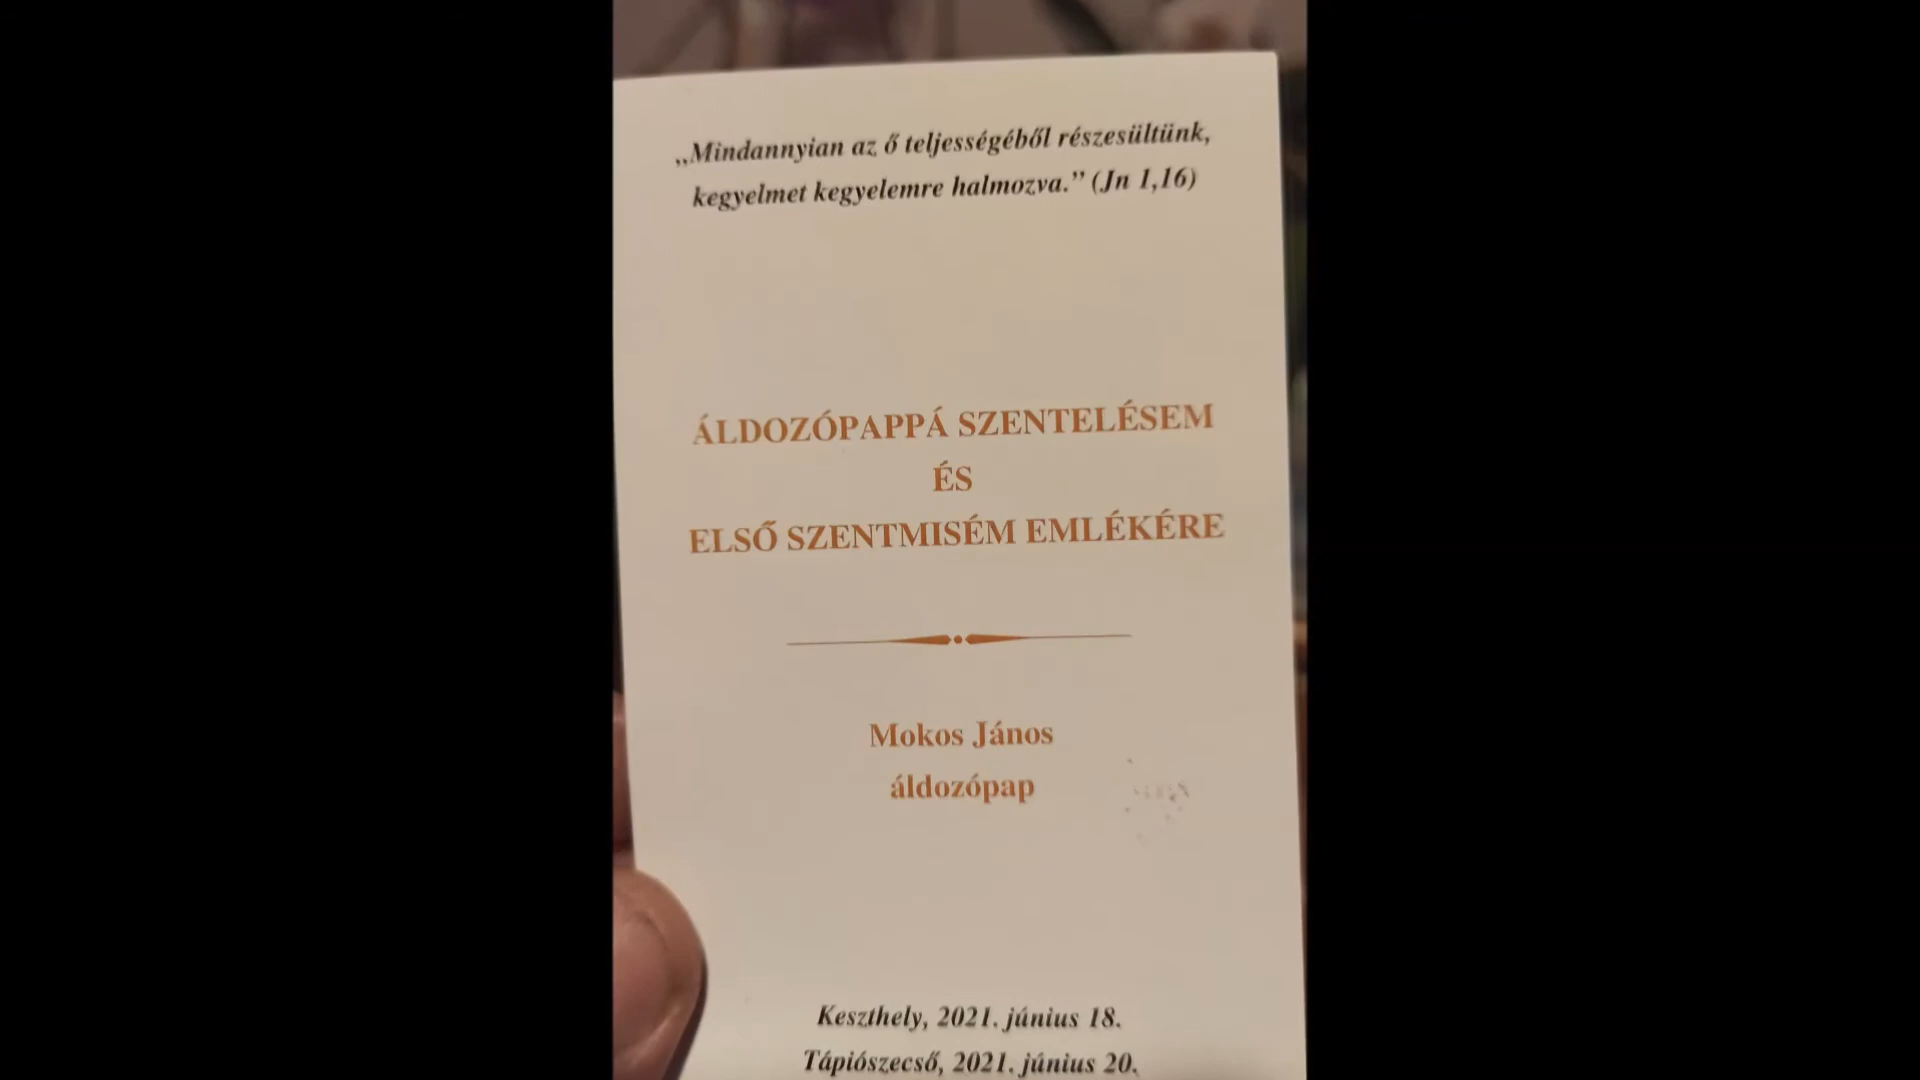 „Mindannyian az ő teljességéből részesültünk,
kegyelmet kegyelemre halmozva.” (Jn 1,16)
ÁLDOZÓPAPPÁ SZENTELÉSEM
ÉS
ELSŐ SZENTMISÉM EMLÉKÉRE
Mokos János
áldozópap
Keszthely, 2021. június 18.
Tápiószecső, 2021. június 20.